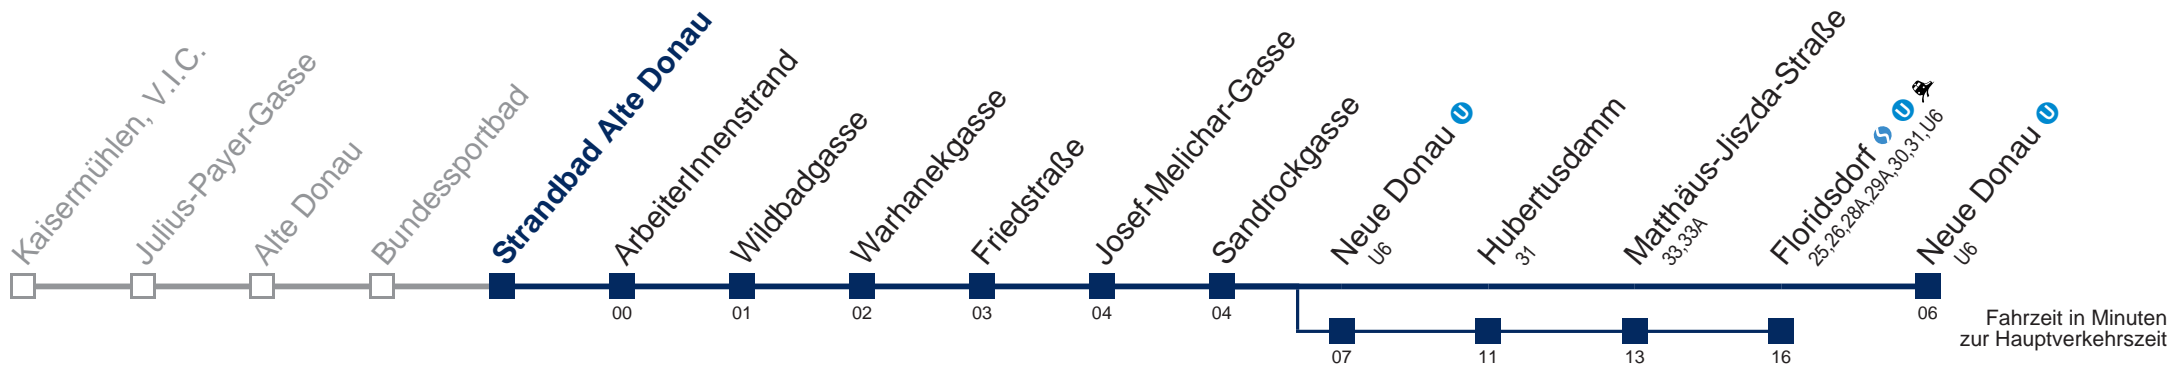 Kaisermühlen, V.I.C.
Julius-Payer-Gasse
Alte Donau
Bundessportbad
Strandbad Alte Donau
ArbeiterInnenstrand
Wildbadgasse
Warhanekgasse
Friedstraße
Josef-Melichar-Gasse
Sandrockgasse
Neue Donau U
U6
Hubertusdamm
31
Matthäus-Jiszda-Straße
33,33A
Floridsdorf S U
25,26,28A,29A,30,31,U6
Neue Donau U
U6
00
01
02
03
04
04
06
07
11
13
16
Fahrzeit in Minuten
zur Hauptverkehrszeit